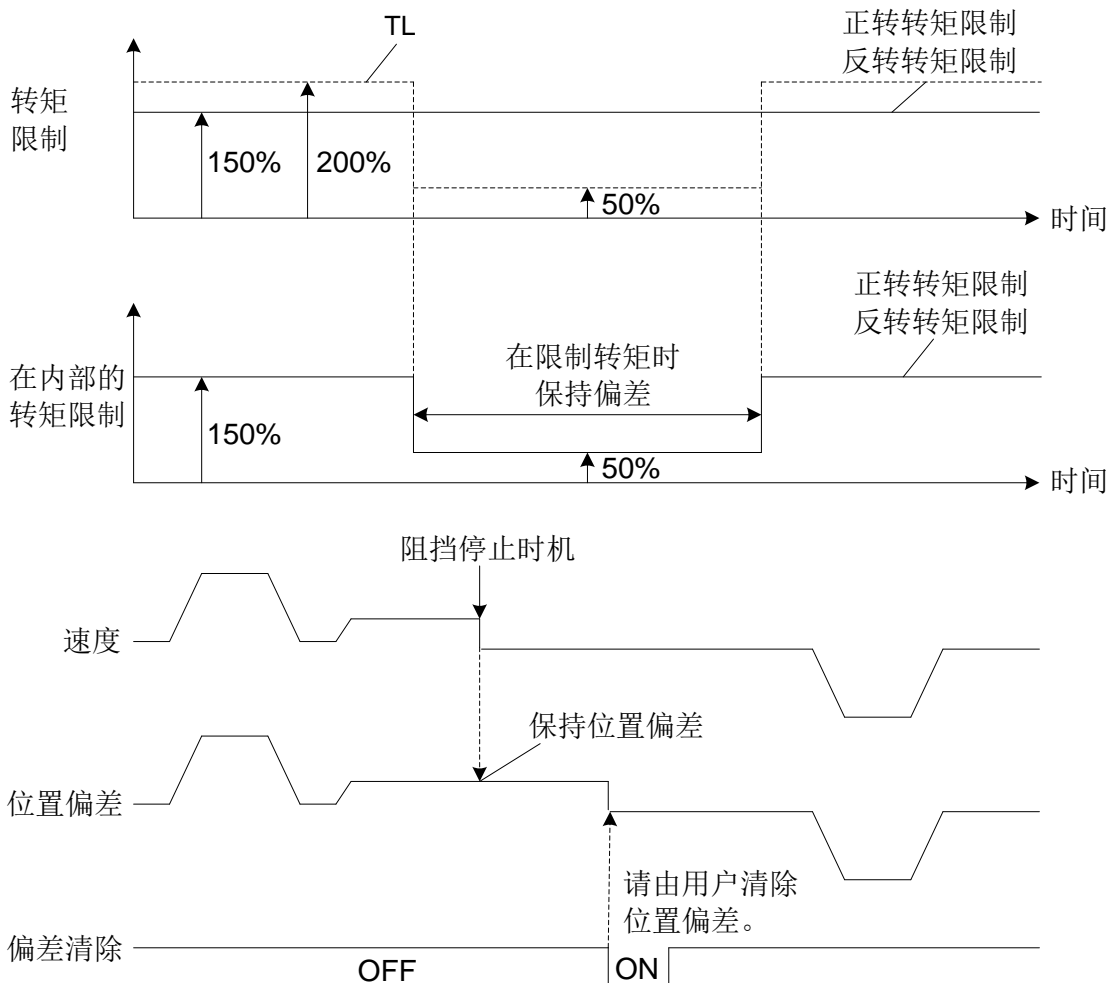 TL
正转转矩限制
反转转矩限制
转矩
限制
150%
200%
50%
时间
正转转矩限制
反转转矩限制
在限制转矩时
保持偏差
在内部的
转矩限制
150%
50%
时间
阻挡停止时机
速度
保持位置偏差
位置偏差
请由用户清除
位置偏差。
偏差清除
OFF
ON